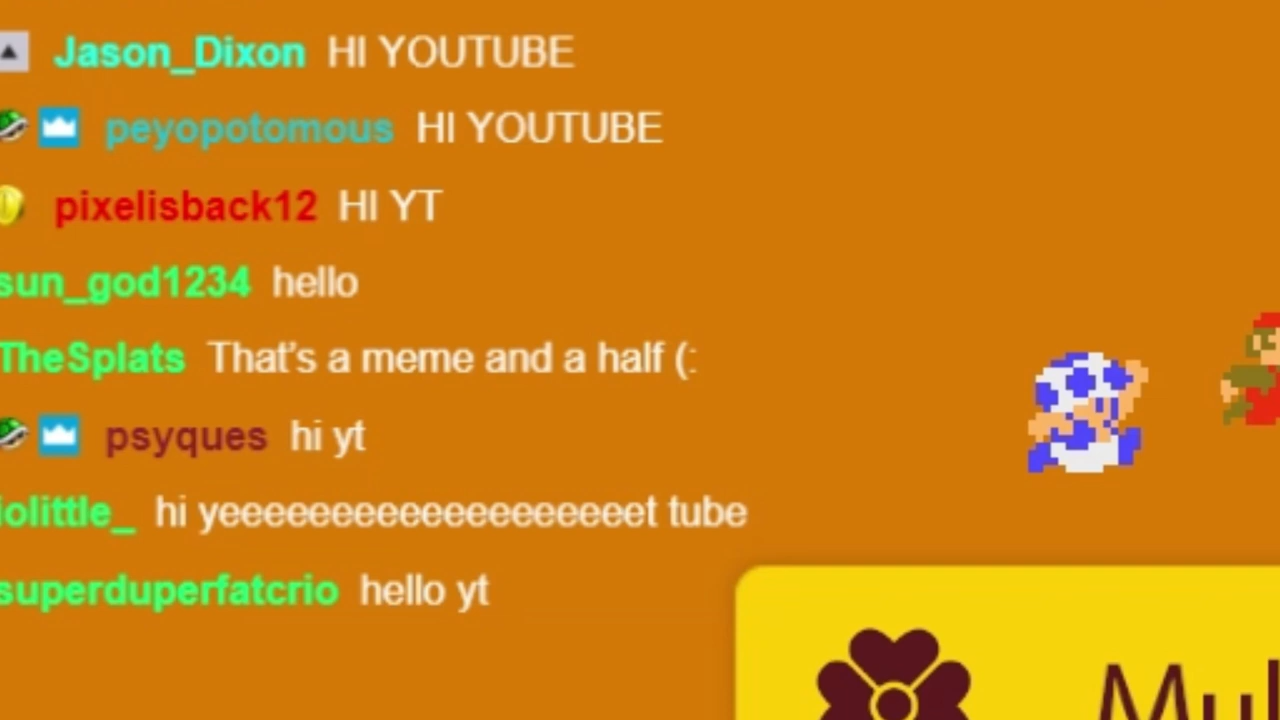 Jason_Dixon HI YOUTUBE
peyopotomous HI YOUTUBE
pixelisback12 HI YT
sun_god1234 hello
TheSplats That's a meme and a half (:
psyques hi yt
iolittle_ hi yeeeeeeeeeeeeeeeeeeet tube
superduperfatcrio hello yt